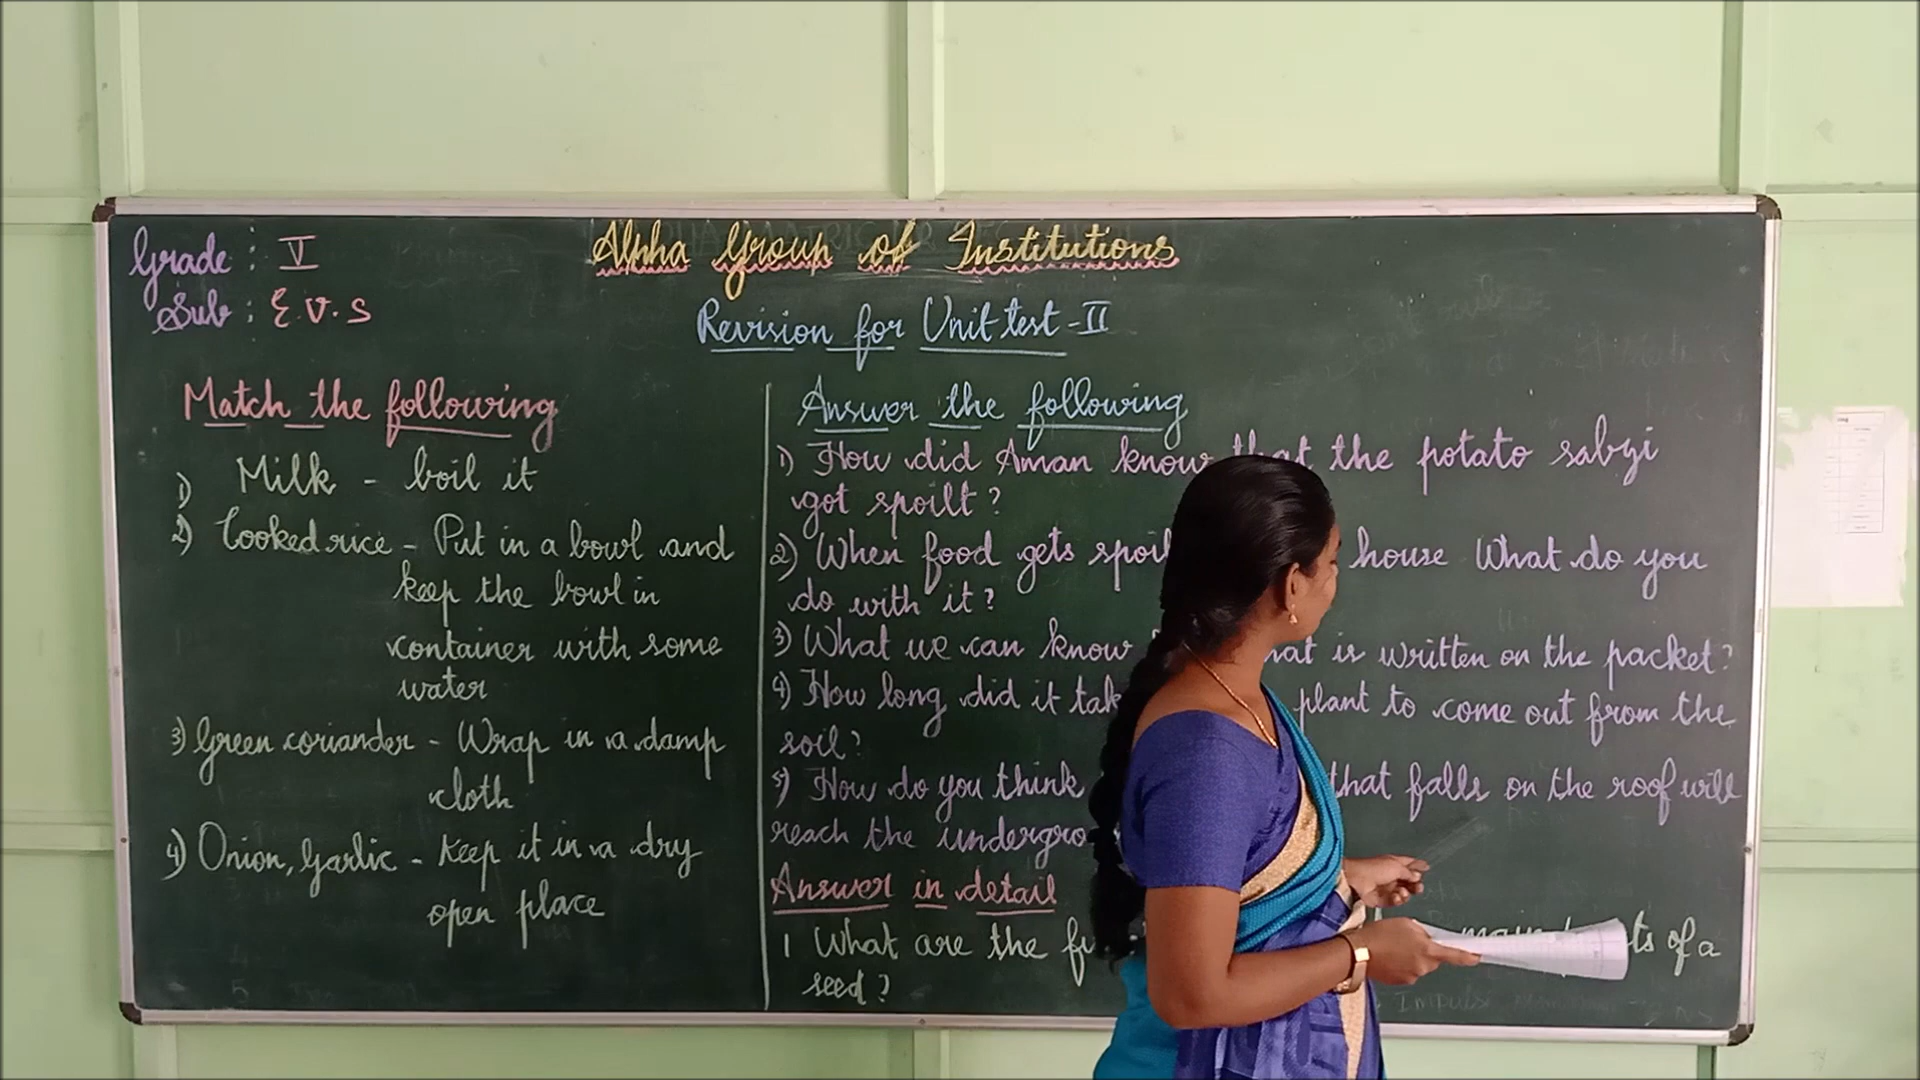 Grade : V
Sub : E.V.S
Alpha Group of Institutions
Revision for Unit test - II
Match the following
1) Milk - boil it
2) Cooked rice - Put in a bowl and
keep the bowl in
container with some
water
3) Green coriander - Wrap in a damp
cloth
4) Onion, Garlic - Keep it in a dry
open place
Answer the following
1) How did Aman know that the potato sabzi
got spoilt?
2) When food gets spoil house What do you
do with it?
3) What we can know hat is written on the packet?
4) How long did it tak plant to come out from the
soil?
5) How do you think that falls on the roof will
reach the undergro
Answer in detail
1 What are the fu main ts of a
seed?